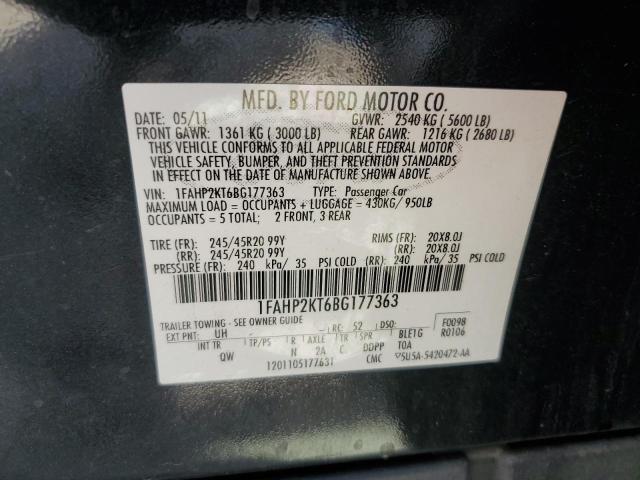 MFD. BY FORD MOTOR CO.
DATE: 05/11 GVWR: 2540 KG ( 5600 LB)
FRONT GAWR: 1361 KG ( 3000 LB) REAR GAWR: 1216 KG ( 2680 LB)
THIS VEHICLE CONFORMS TO ALL APPLICABLE FEDERAL MOTOR
VEHICLE SAFETY, BUMPER, AND THEFT PREVENTION STANDARDS
IN EFFECT ON THE DATE OF MANUFACTURE SHOWN ABOVE.
VIN: 1FAHP2KT6BG177363 TYPE: Passenger Car
MAXIMUM LOAD = OCCUPANTS + LUGGAGE = 430KG/ 950LB
OCCUPANTS = 5 TOTAL; 2 FRONT, 3 REAR
TIRE (FR): 245/45R20 99Y RIMS (FR): 20X8.0J
(RR): 245/45R20 99Y (RR): 20X8.0J
PRESSURE (FR): 240 kPa/ 35 PSI COLD (RR): 240 kPa/35 PSI COLD
1FAHP2KT6BG177363
TRAILER TOWING - SEE OWNER GUIDE
EXT PNT: UH RC: 52 DSO: F0098
INT TR TP/PS R AXLE TR SPR BLE1G R0106
QW N 2A C DDPP TOA
1201105177631 CMC 5U5A-5420472-AA